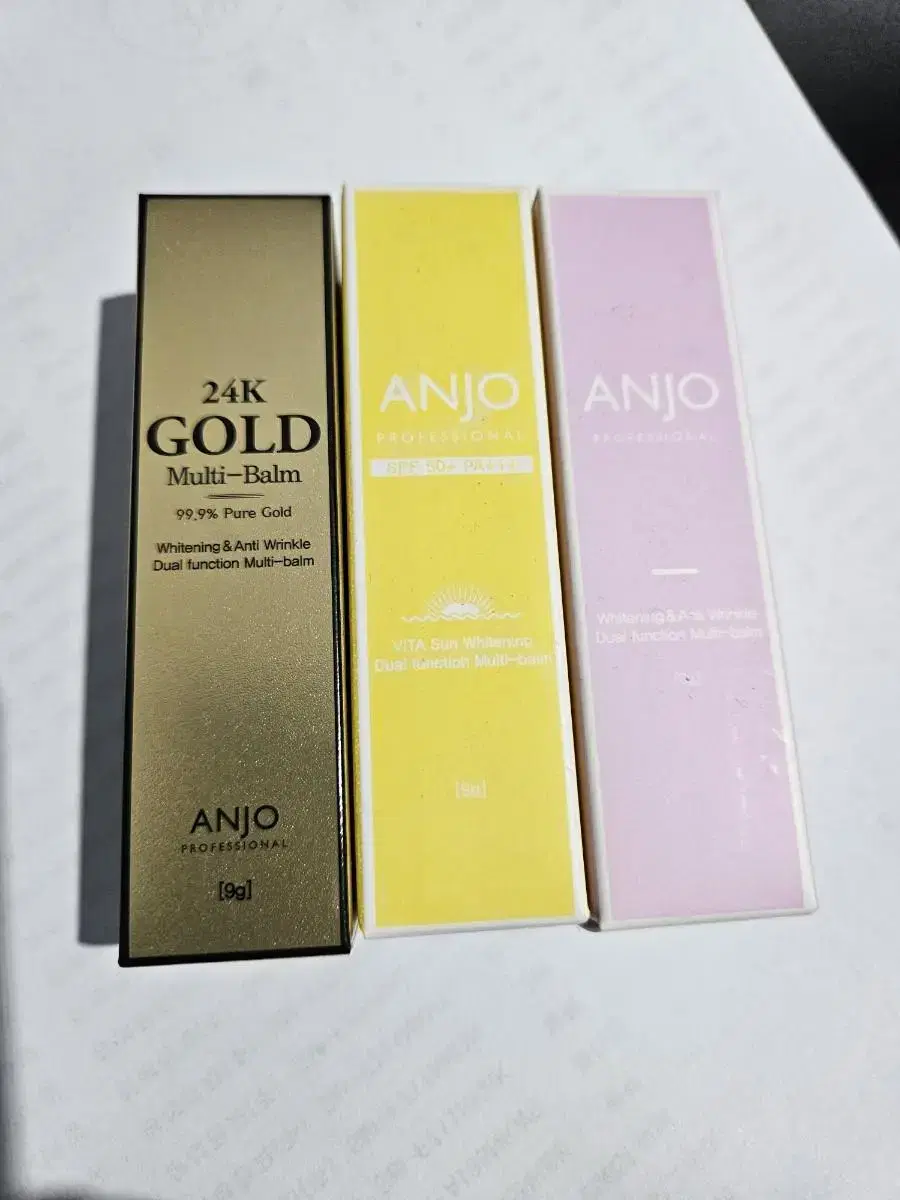 24K
GOLD
Multi-Balm
99.9% Pure Gold
Whitening & Anti Wrinkle
Dual function Multi-balm
ANJO
PROFESSIONAL
[9g]
ANJO
PROFESSIONAL
SPF 50+ PA+++
VITA Sun Whitening
Dual function Multi-balm
[9g]
ANJO
PROFESSIONAL
Whitening & Anti Wrinkle
Dual function Multi-balm